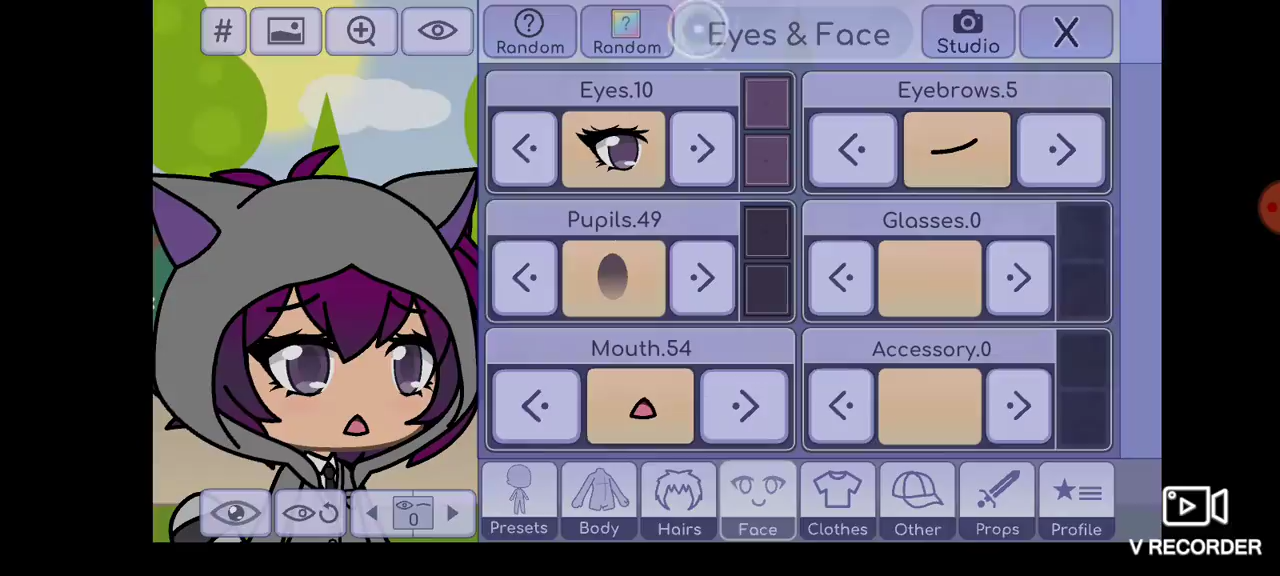 #
Random
Random
Eyes & Face
Studio
X
Eyes.10
Eyebrows.5
Pupils.49
Glasses.0
Mouth.54
Accessory.0
0
Presets
Body
Hairs
Face
Clothes
Other
Props
Profile
V RECORDER